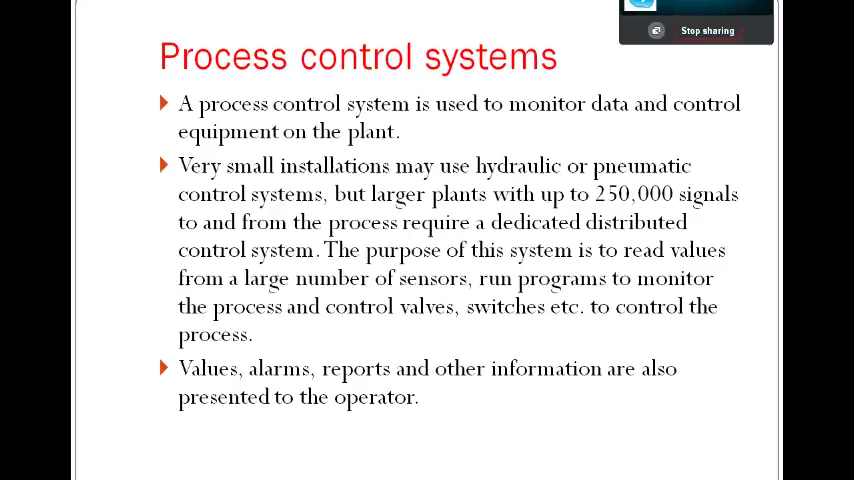 Stop sharing
Process control systems
A process control system is used to monitor data and control
equipment on the plant.
Very small installations may use hydraulic or pneumatic
control systems, but larger plants with up to 250,000 signals
to and from the process require a dedicated distributed
control system. The purpose of this system is to read values
from a large number of sensors, run programs to monitor
the process and control valves, switches etc. to control the
process.
Values, alarms, reports and other information are also
presented to the operator.